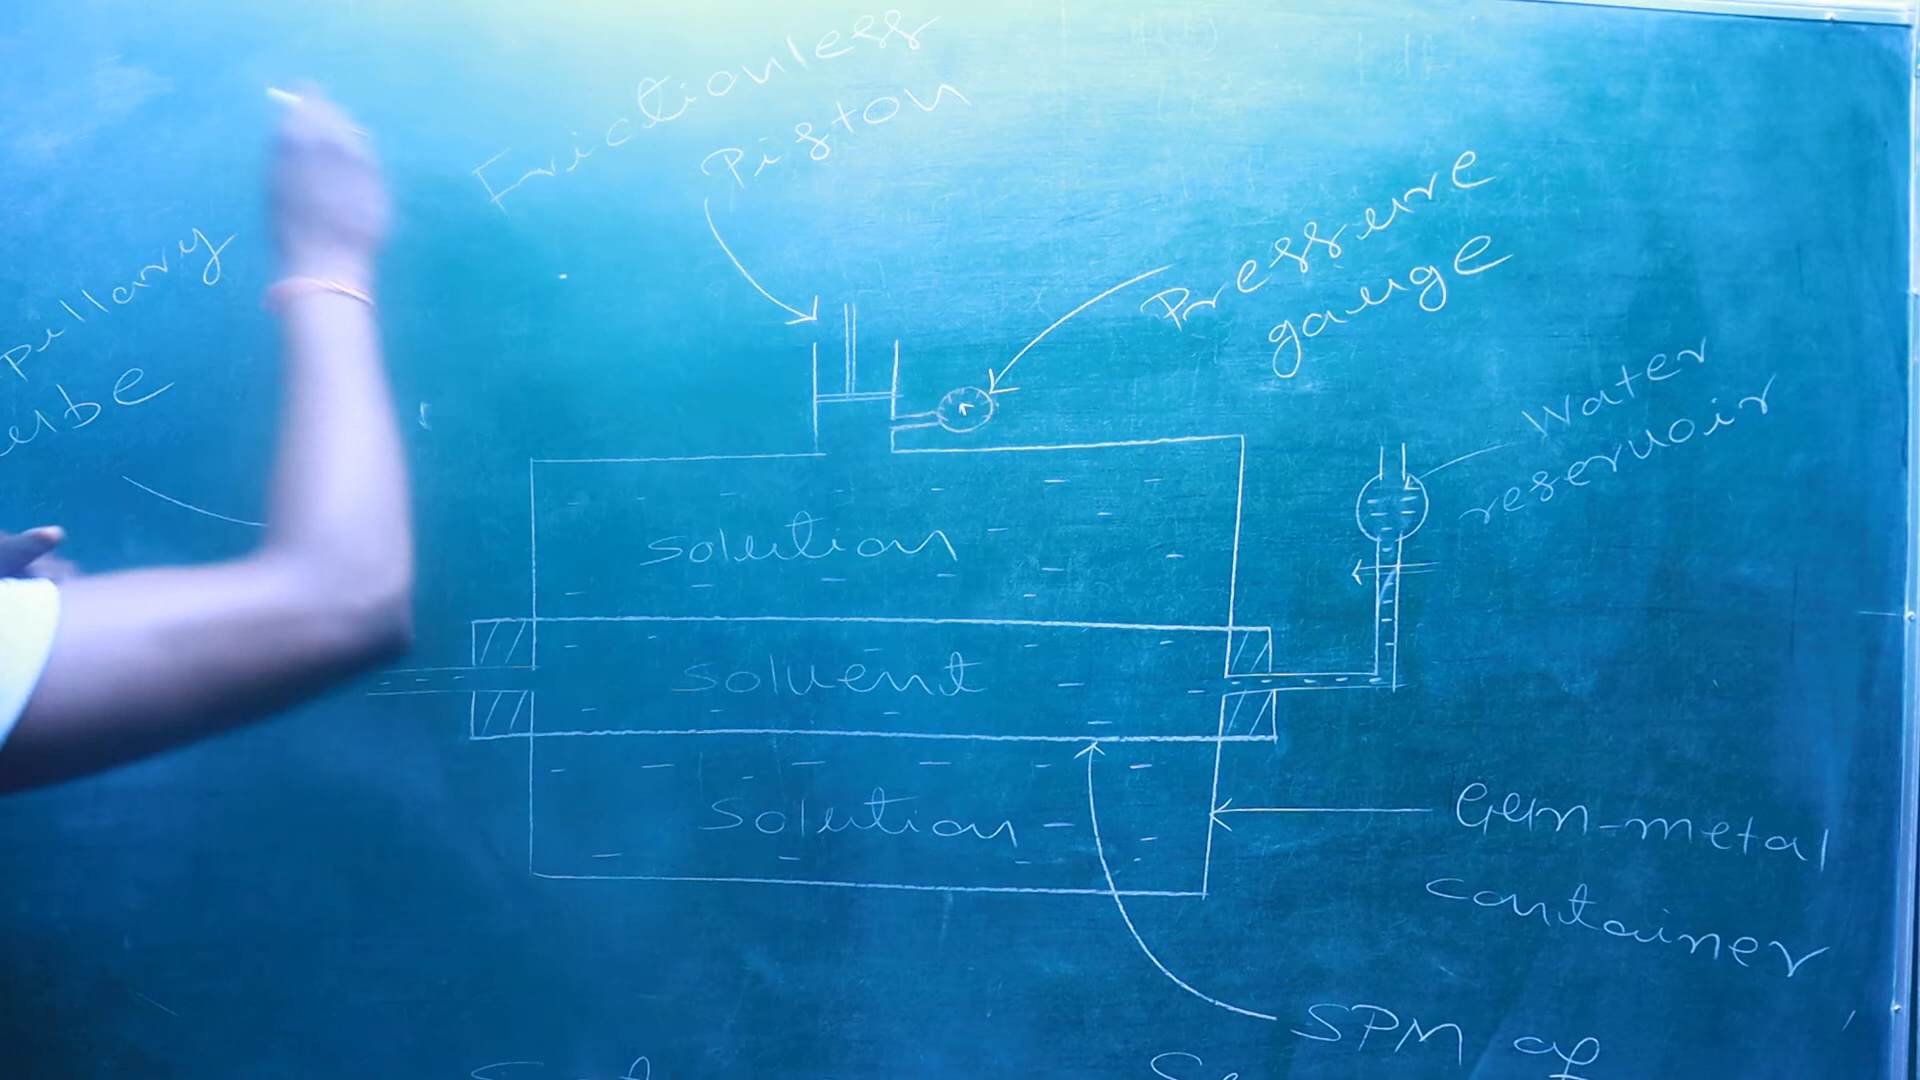 Frictionless
Piston
Pressure
gauge
pillary
ube
Water
reservoir
Solution
Solvent
Solution
Gun-metal
container
SPM of